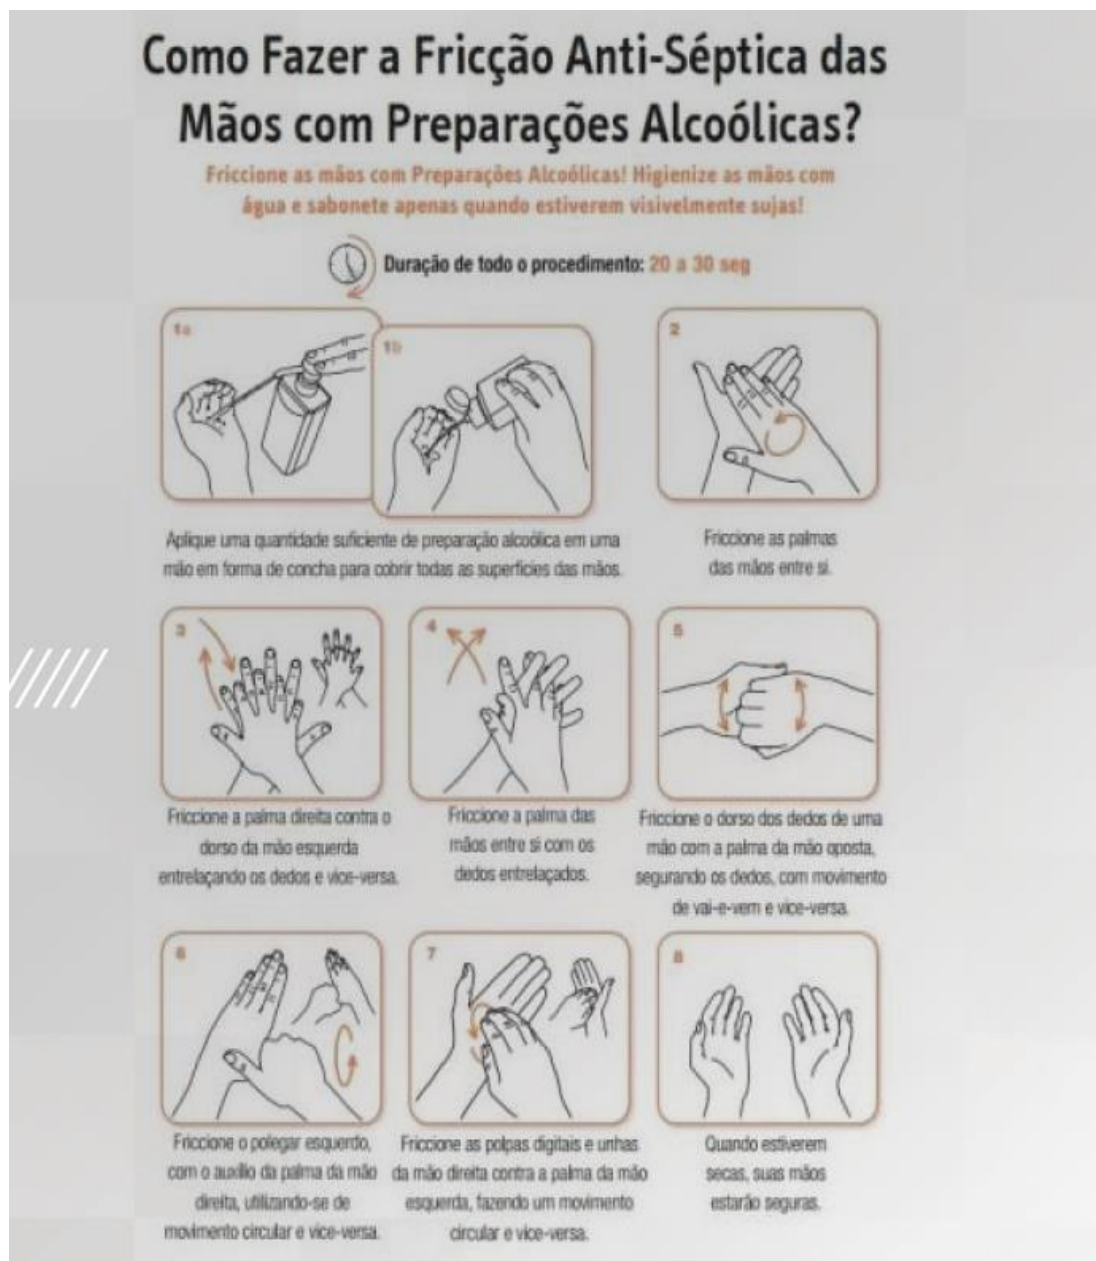 Como Fazer a Fricção Anti-Séptica das
Mãos com Preparações Alcoólicas?
Friccione as mãos com Preparações Alcoólicas! Higienize as mãos com
água e sabonete apenas quando estiverem visivelmente sujas!
Duração de todo o procedimento: 20 a 30 seg
1a
1b
2
Aplique uma quantidade suficiente de preparação alcoólica em uma
mão em forma de concha para cobrir todas as superfícies das mãos.
Friccione as palmas
das mãos entre si.
3
4
5
Friccione a palma direita contra o
dorso da mão esquerda
entrelaçando os dedos e vice-versa.
Friccione a palma das
mãos entre si com os
dedos entrelaçados.
Friccione o dorso dos dedos de uma
mão com a palma da mão oposta,
segurando os dedos, com movimento
de vai-e-vem e vice-versa.
6
7
8
Friccione o polegar esquerdo,
com o auxílio da palma da mão
direita, utilizando-se de
movimento circular e vice-versa.
Friccione as polpas digitais e unhas
da mão direita contra a palma da mão
esquerda, fazendo um movimento
circular e vice-versa.
Quando estiverem
secas, suas mãos
estarão seguras.